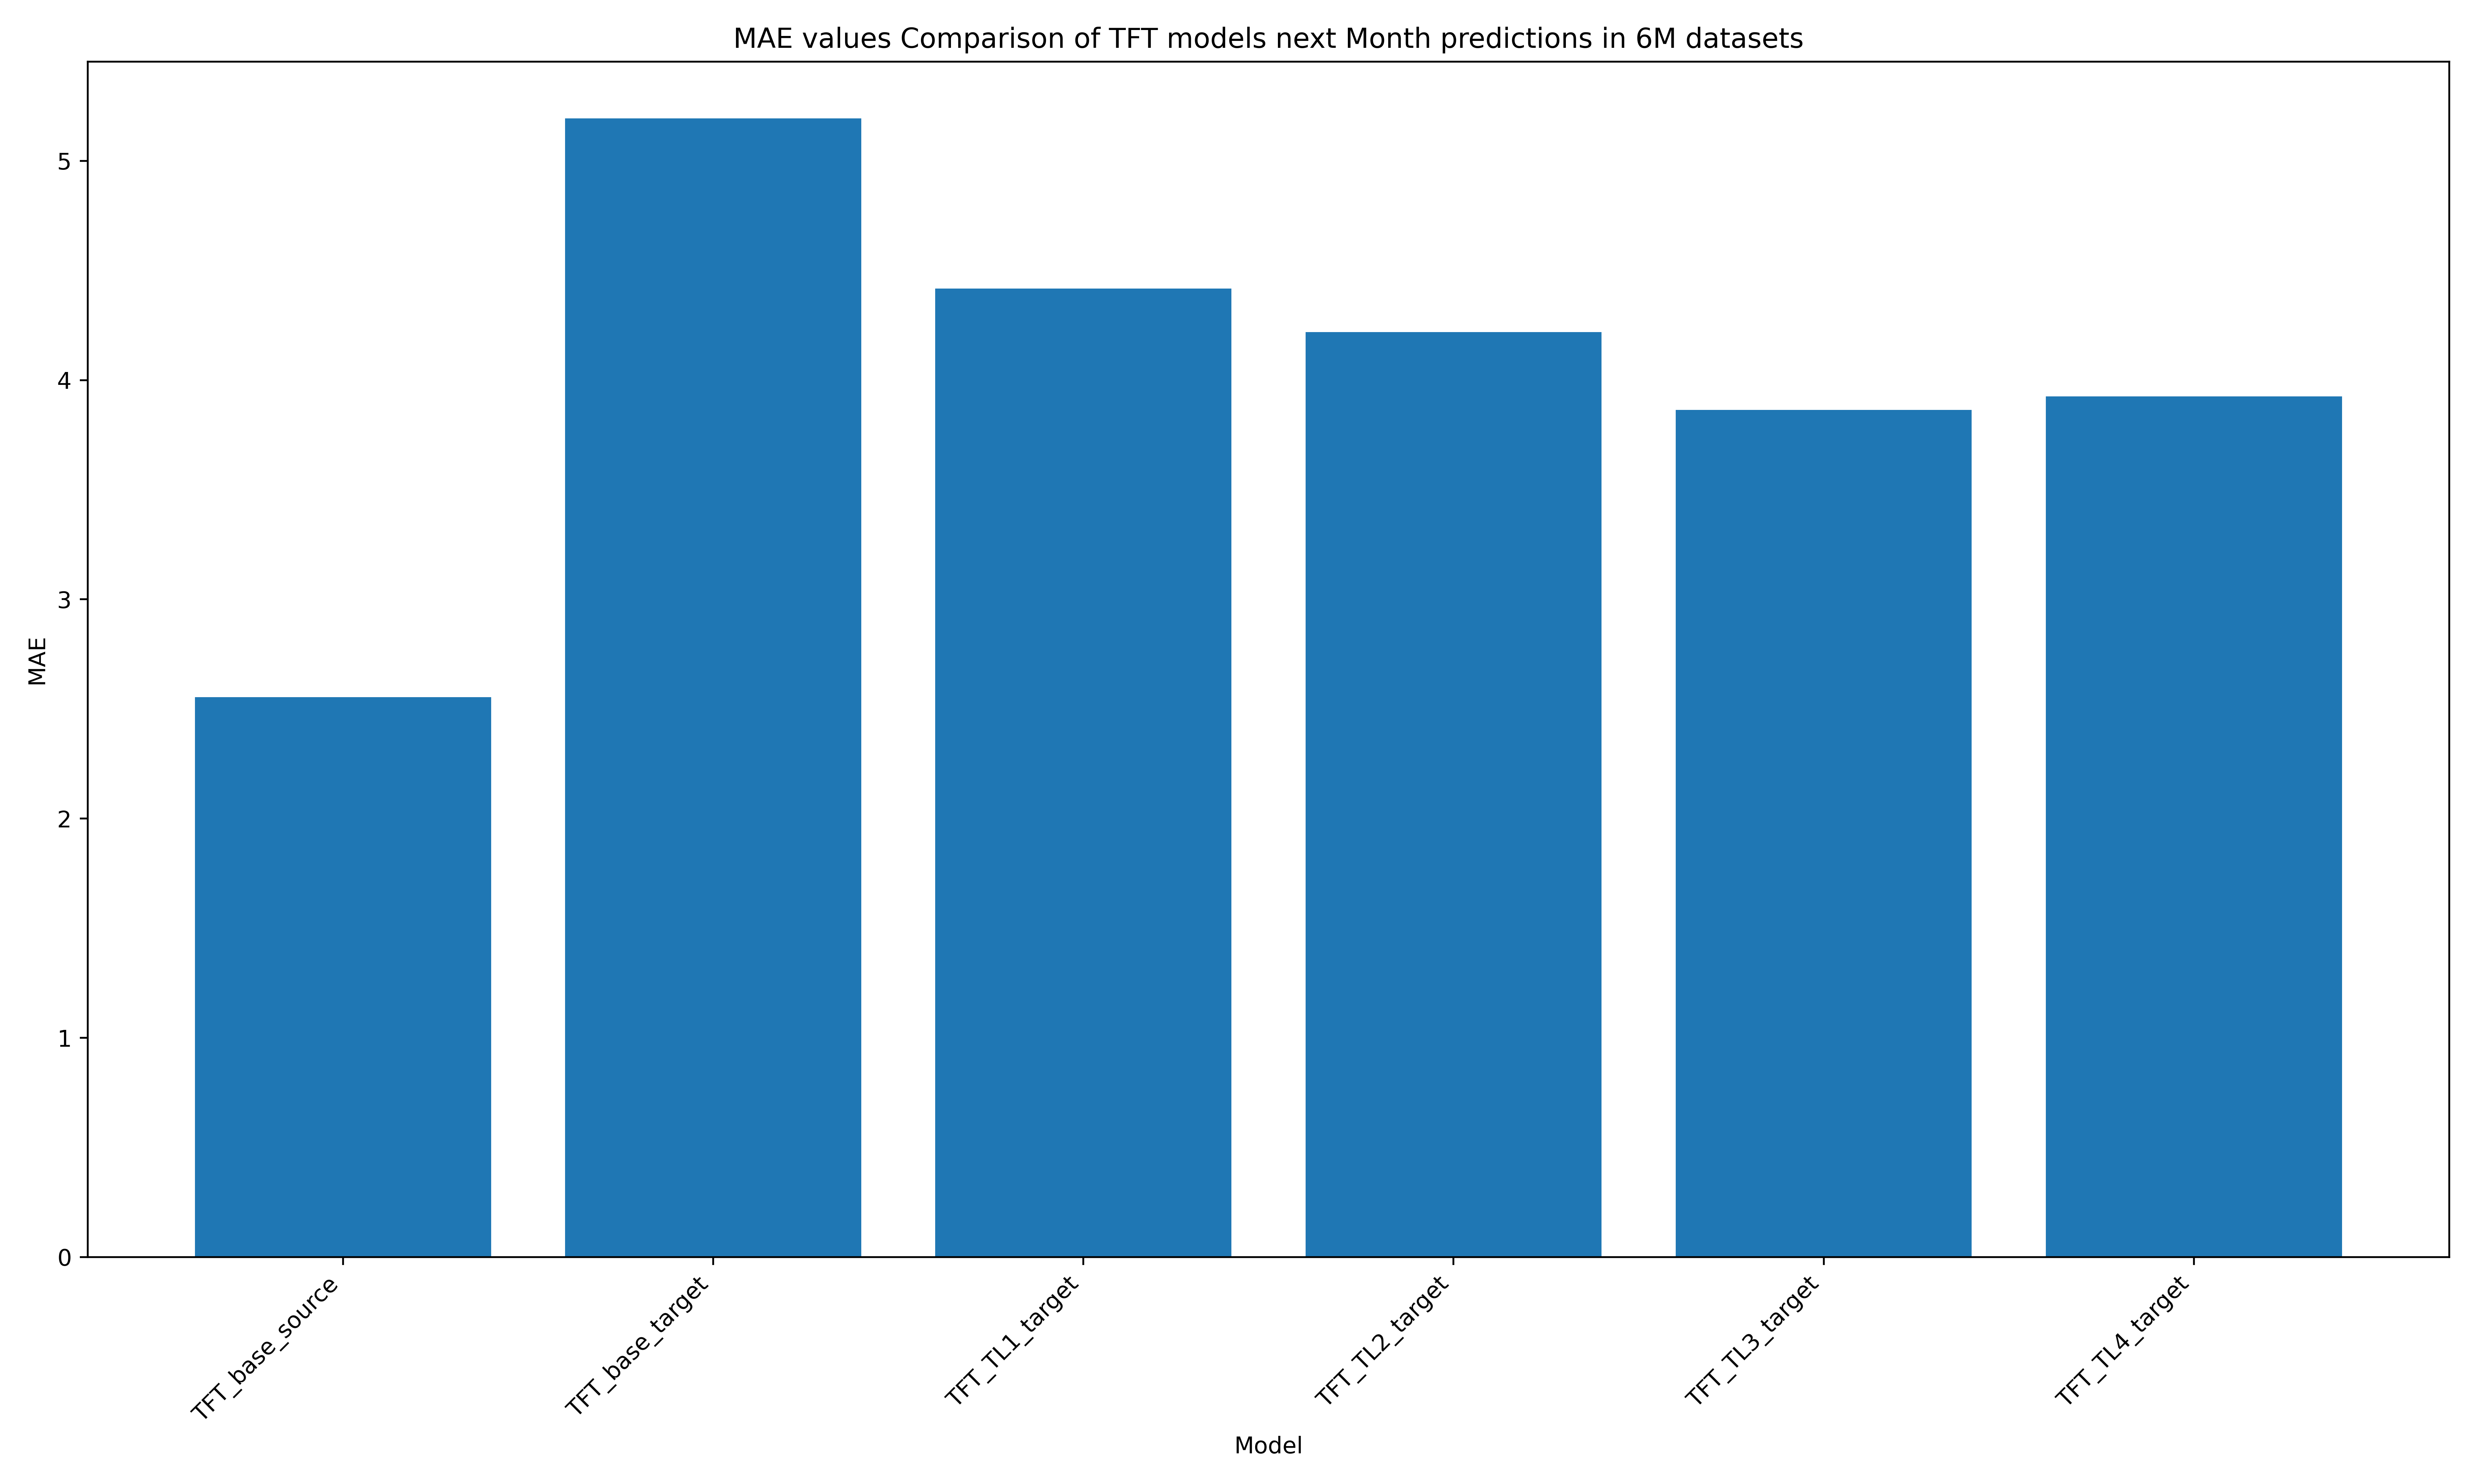 MAE values Comparison of TFT models next Month predictions in 6M datasets
MAE
5
4
3
2
1
0
TFT_base_source
TFT_base_target
TFT_TL1_target
TFT_TL2_target
TFT_TL3_target
TFT_TL4_target
Model